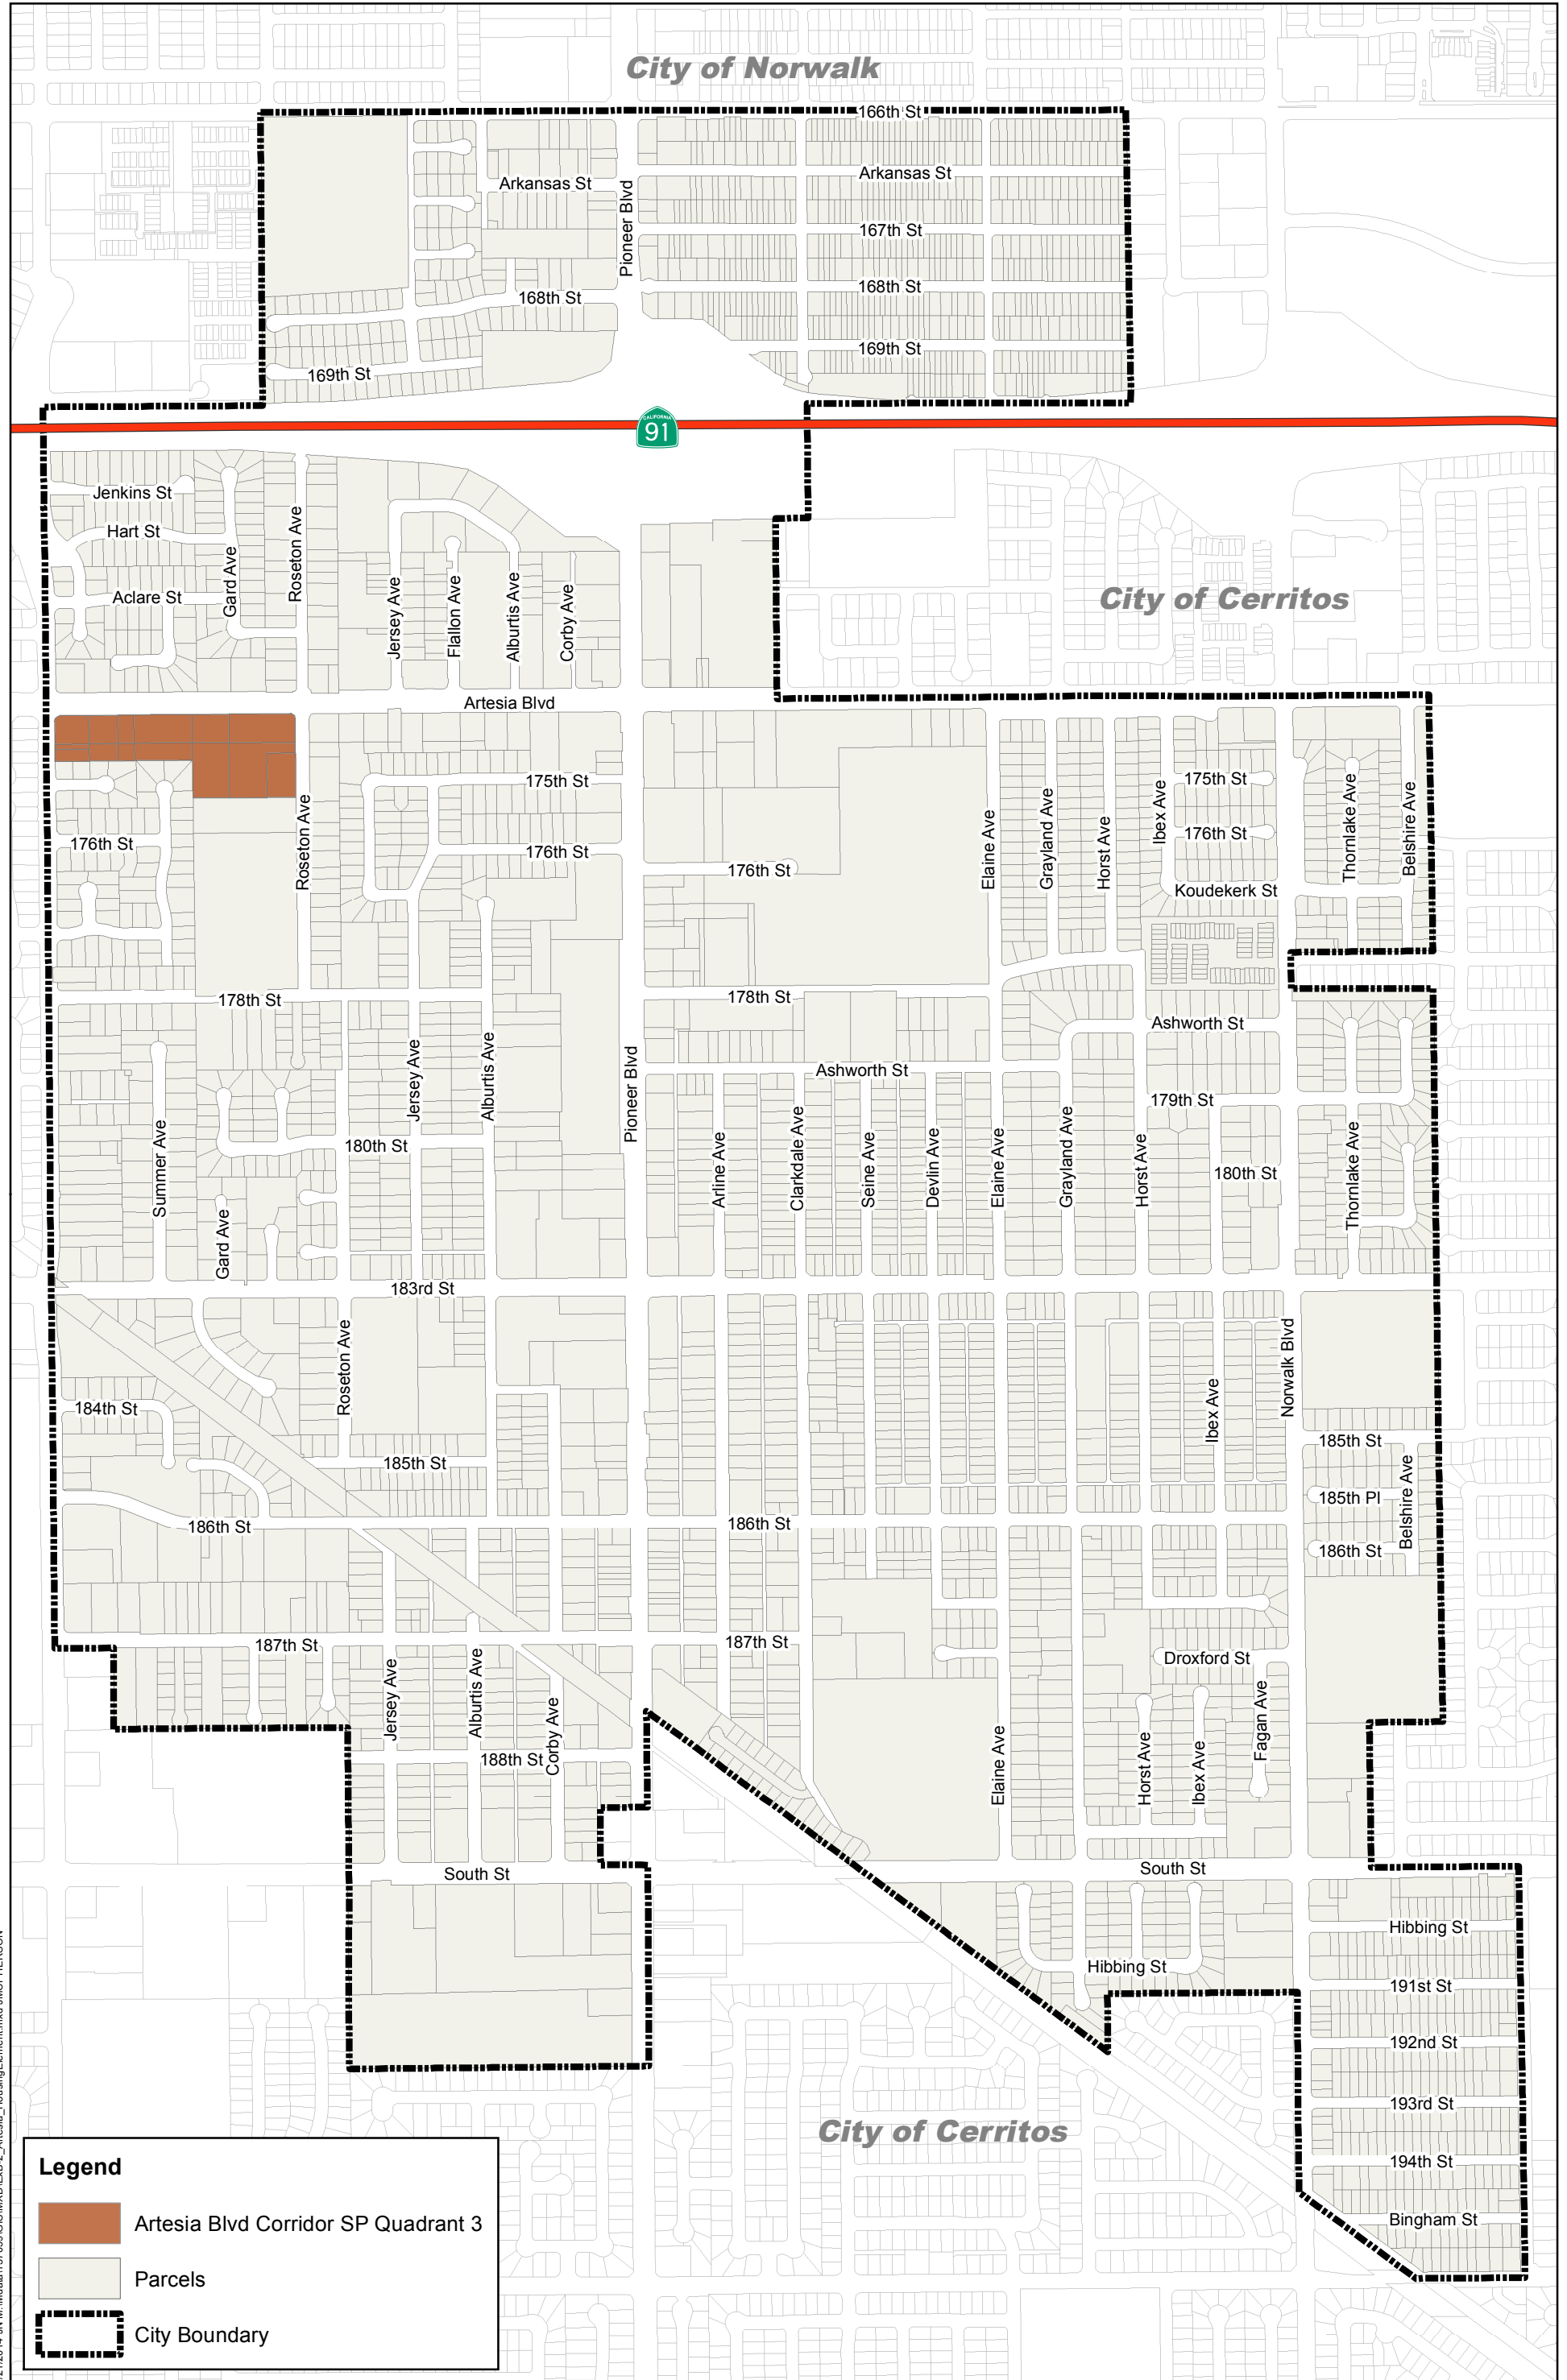 City of Norwalk
166th St
Arkansas St
Arkansas St
Pioneer Blvd
167th St
168th St
168th St
169th St
169th St
CALIFORNIA
91
Jenkins St
Hart St
Roseton Ave
Gard Ave
Aclare St
Jersey Ave
Flallon Ave
Alburtis Ave
Corby Ave
City of Cerritos
Artesia Blvd
175th St
175th St
176th St
176th St
176th St
176th St
Roseton Ave
Elaine Ave
Grayland Ave
Horst Ave
Ibex Ave
Thornlake Ave
Belshire Ave
Koudekerk St
178th St
178th St
Ashworth St
Ashworth St
Jersey Ave
Alburtis Ave
Pioneer Blvd
179th St
180th St
180th St
Summer Ave
Gard Ave
Arline Ave
Clarkdale Ave
Seine Ave
Devlin Ave
Elaine Ave
Grayland Ave
Horst Ave
Thornlake Ave
183rd St
Roseton Ave
Norwalk Blvd
Ibex Ave
184th St
185th St
185th St
185th Pl
Belshire Ave
186th St
186th St
186th St
187th St
187th St
Droxford St
Jersey Ave
Alburtis Ave
Corby Ave
188th St
Elaine Ave
Horst Ave
Ibex Ave
Fagan Ave
South St
South St
Hibbing St
Hibbing St
191st St
192nd St
193rd St
194th St
Bingham St
City of Cerritos
Legend
Artesia Blvd Corridor SP Quadrant 3
Parcels
City Boundary